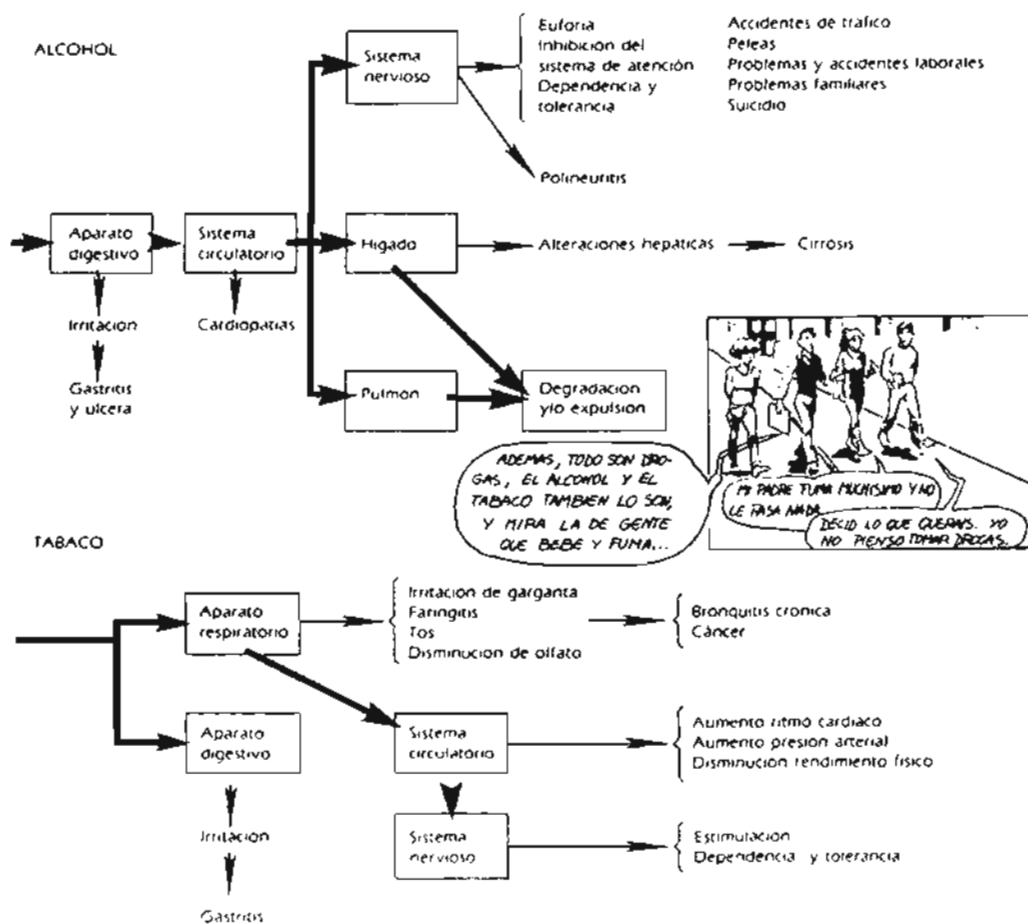 ALCOHOL
Sistema
nervioso
Euforia
Inhibición del
sistema de atención
Dependencia y
tolerancia
Accidentes de tráfico
Peleas
Problemas y accidentes laborales
Problemas familiares
Suicidio
Polineuritis
Aparato
digestivo
Sistema
circulatorio
Hígado
Alteraciones hepáticas
Cirrósis
Irritación
Cardiopatías
Gastritis
y ulcera
Pulmón
Degradación
y/o expulsión
ADEMAS, TODO SON DRO-
GAS, EL ALCOHOL Y EL
TABACO TAMBIEN LO SON,
Y MIRA LA DE GENTE
QUE BEBE Y FUMA...
MI PADRE FUMA MUCHISIMO Y NO
LE PASA NADA
DECID LO QUE QUERAIS. YO
NO PIENSO TOMAR DROGAS.
TABACO
Aparato
respiratorio
Irritación de garganta
Faringitis
Tos
Disminución de olfato
Bronquitis crónica
Cáncer
Aparato
digestivo
Sistema
circulatorio
Aumento ritmo cardíaco
Aumento presión arterial
Disminución rendimiento físico
Irritación
Sistema
nervioso
Estimulación
Dependencia y tolerancia
Gastritis